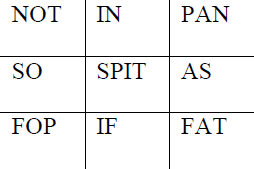 NOT IN PAN
SO SPIT AS
FOP IF FAT